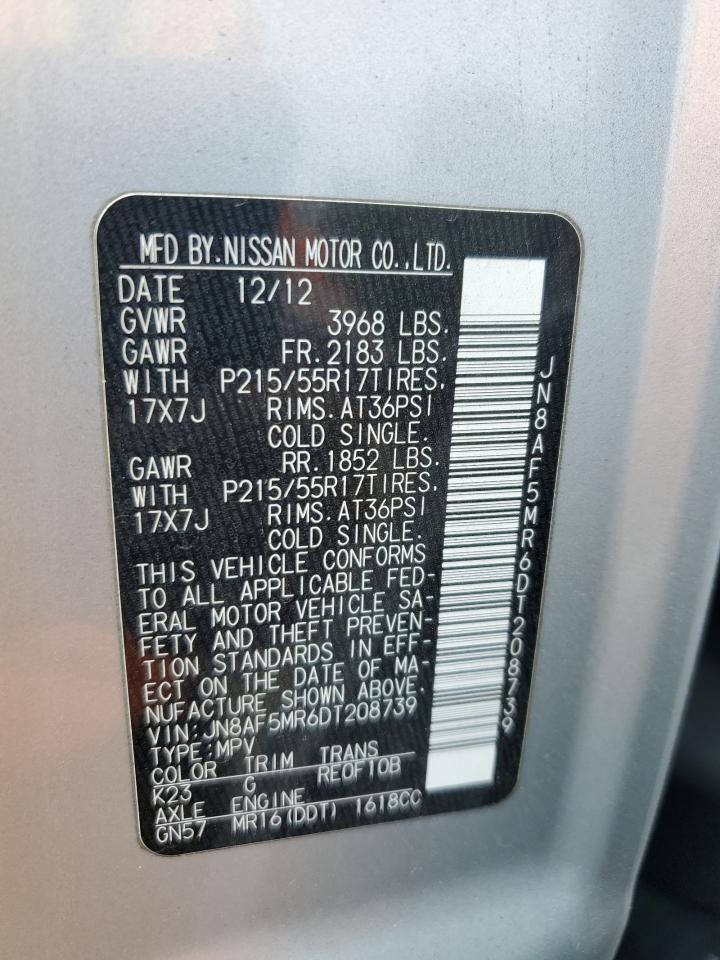 MFD BY.NISSAN MOTOR CO.,LTD.
DATE 12/12
GVWR 3968 LBS.
GAWR FR.2183 LBS.
WITH P215/55R17TIRES.
17X7J RIMS.AT36PSI
COLD SINGLE.
GAWR RR.1852 LBS.
WITH P215/55R17TIRES.
17X7J RIMS.AT36PSI
COLD SINGLE.
THIS VEHICLE CONFORMS
TO ALL APPLICABLE FED-
ERAL MOTOR VEHICLE SA-
FETY AND THEFT PREVEN-
TION STANDARDS IN EFF-
ECT ON THE DATE OF MA-
NUFACTURE SHOWN ABOVE.
VIN:JN8AF5MR6DT208739
TYPE:MPV
COLOR TRIM TRANS
K23 G RE0F10B
AXLE ENGINE
GN57 MR16(DDT) 1618CC
JN8AF5MR6DT208739